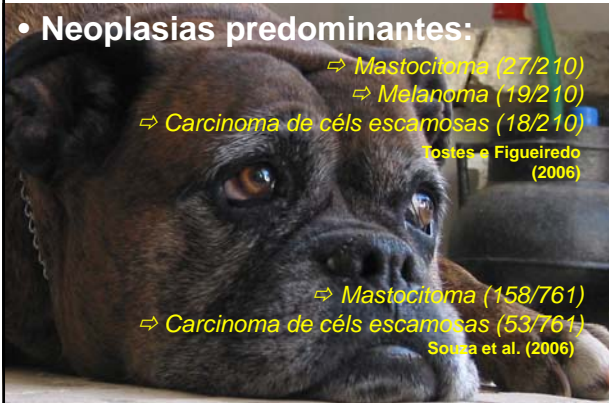 • Neoplasias predominantes:
⇨ Mastocitoma (27/210)
⇨ Melanoma (19/210)
⇨ Carcinoma de céls escamosas (18/210)
Tostes e Figueiredo
(2006)
⇨ Mastocitoma (158/761)
⇨ Carcinoma de céls escamosas (53/761)
Souza et al. (2006)